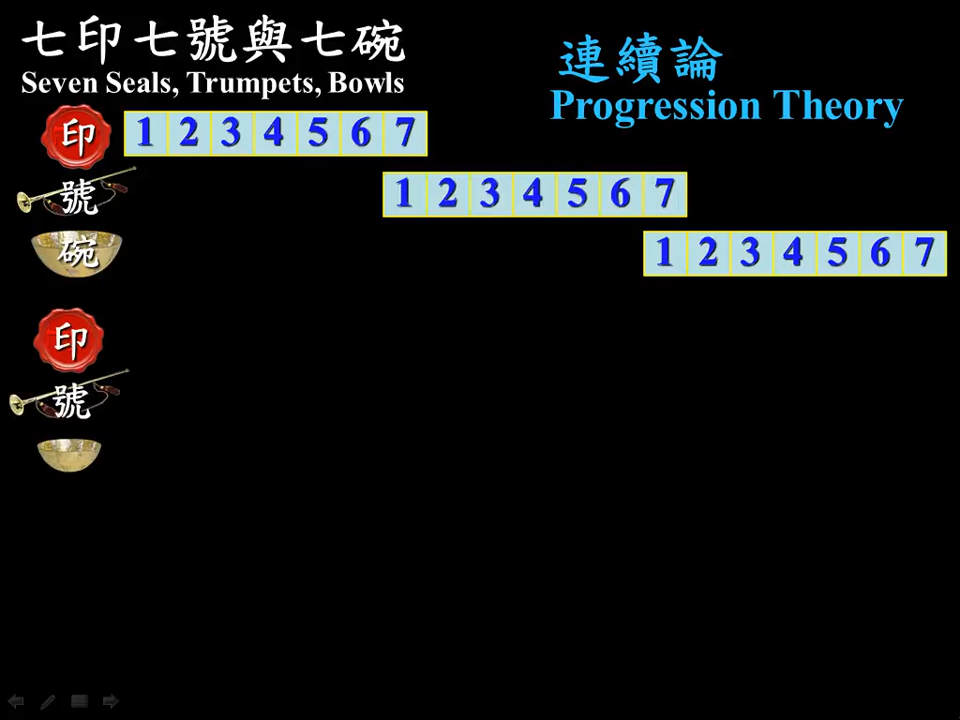 七印七號與七碗
Seven Seals, Trumpets, Bowls
連續論
Progression Theory
印 1 2 3 4 5 6 7
號 1 2 3 4 5 6 7
碗 1 2 3 4 5 6 7
印
號